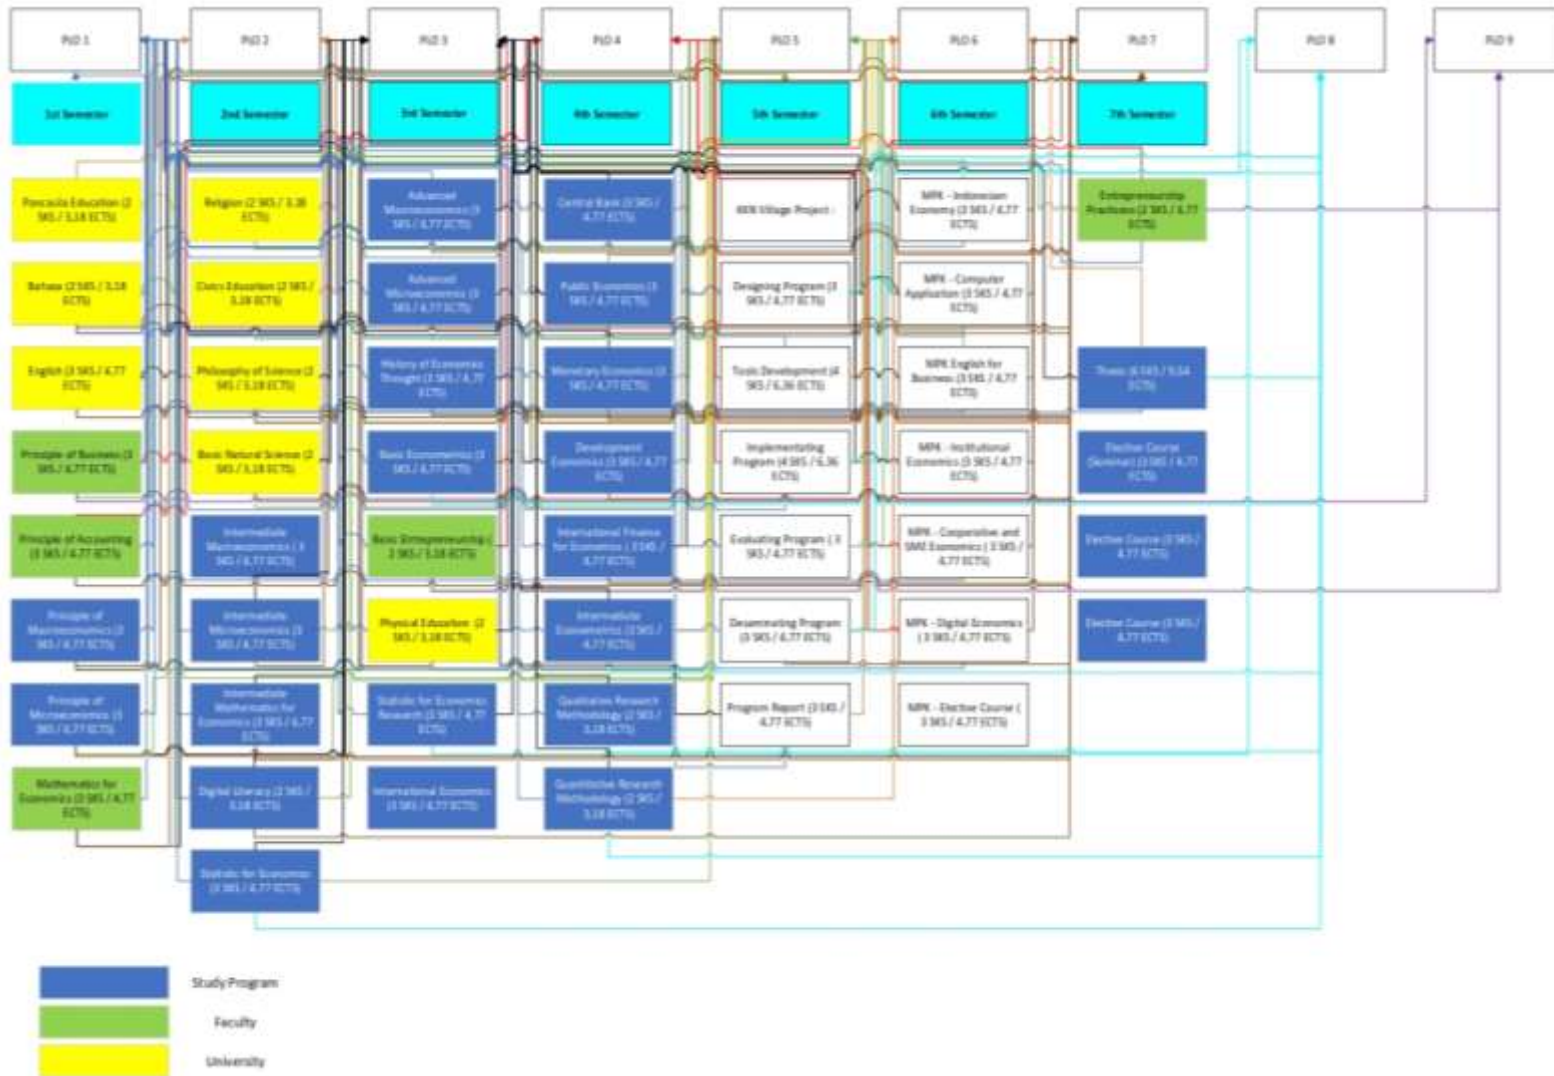 PLO 1
PLO 2
PLO 3
PLO 4
PLO 5
PLO 6
PLO 7
PLO 8
PLO 9
1st Semester
2nd Semester
3rd Semester
4th Semester
5th Semester
6th Semester
7th Semester
Pancasila Education (2
SKS / 3,18 ECTS)
Religion (2 SKS / 3,18
ECTS)
Advanced
Macroeconomics (3
SKS / 4,77 ECTS)
Central Bank (3 SKS /
4,77 ECTS)
KKN Village Project -
MPK - Indonesian
Economy (3 SKS / 4,77
ECTS)
Entrepreneurship
Practices (3 SKS / 4,77
ECTS)
Bahasa (2 SKS / 3,18
ECTS)
Civics Education (2 SKS /
3,18 ECTS)
Advanced
Microeconomics (3
SKS / 4,77 ECTS)
Public Economics (3
SKS / 4,77 ECTS)
Designing Program (3
SKS / 4,77 ECTS)
MPK - Computer
Application (3 SKS / 4,77
ECTS)
English (3 SKS / 4,77
ECTS)
Philosophy of Science (2
SKS / 3,18 ECTS)
History of Economics
Thought (3 SKS / 4,77
ECTS)
Monetary Economics (3
SKS / 4,77 ECTS)
Tools Development (4
SKS / 6,36 ECTS)
MPK English for
Business (3 SKS / 4,77
ECTS)
Thesis (6 SKS / 9,54
ECTS)
Principle of Business (3
SKS / 4,77 ECTS)
Basic Natural Science (2
SKS / 3,18 ECTS)
Basic Econometrics (3
SKS / 4,77 ECTS)
Development
Economics (3 SKS / 4,77
ECTS)
Implementating
Program (4 SKS / 6,36
ECTS)
MPK - Institutional
Economics (3 SKS / 4,77
ECTS)
Elective Course
(Seminar) (3 SKS / 4,77
ECTS)
Principle of Accounting
(3 SKS / 4,77 ECTS)
Intermediate
Macroeconomics ( 3
SKS / 4,77 ECTS)
Basic Entrepreneurship (
2 SKS / 3,18 ECTS)
International Finance
for Economics ( 3 SKS /
4,77 ECTS)
Evaluating Program ( 3
SKS / 4,77 ECTS)
MPK - Cooperative and
SME Economics ( 3 SKS /
4,77 ECTS)
Elective Course (3 SKS /
4,77 ECTS)
Principle of
Macroeconomics (3
SKS / 4,77 ECTS)
Intermediate
Microeconomics (3
SKS / 4,77 ECTS)
Physical Education (2
SKS / 3,18 ECTS)
Intermediate
SKS / 4,77 ECTS)
Desaminating Program
(3 SKS / 4,77 ECTS)
MPK - Digital Economics
( 3 SKS / 4,77 ECTS)
Elective Course (3 SKS /
4,77 ECTS)
Principle of
Microeconomics (3
SKS / 4,77 ECTS)
Intermediate
Mathematics for
Economics (3 SKS / 4,77
ECTS)
Statistic for Economics
Research (3 SKS / 4,77
ECTS)
Qualitative Research
Methodology (2 SKS /
3,18 ECTS)
Program Report (3 SKS /
4,77 ECTS)
MPK - Elective Course (
3 SKS / 4,77 ECTS)
Mathematics for
Economics (3 SKS / 4,77
ECTS)
Digital Literacy (2 SKS /
3,18 ECTS)
International Economics
(3 SKS / 4,77 ECTS)
Quantitative Research
Methodology (2 SKS /
3,18 ECTS)
Statistic for Economics
(3 SKS / 4,77 ECTS)
Study Program
Faculty
University